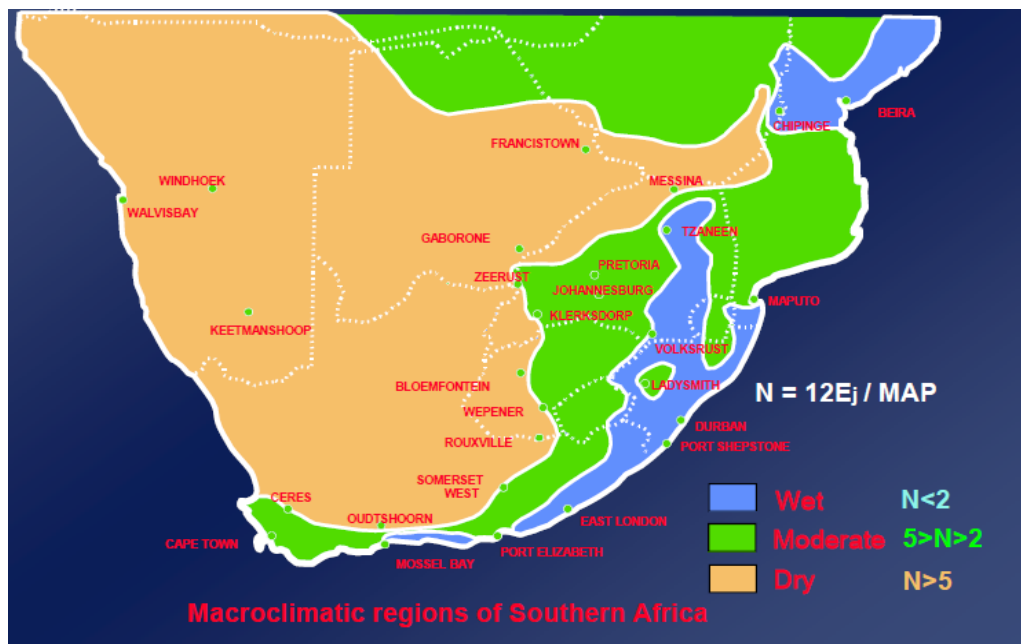 BEIRA
CHIPINGE
FRANCISTOWN
WINDHOEK
MESSINA
WALVISBAY
TZANEEN
GABORONE
PRETORIA
ZEERUST
JOHANNESBURG
MAPUTO
KLERKSDORP
KEETMANSHOOP
VOLKSRUST
BLOEMFONTEIN
LADYSMITH
N = 12Ej / MAP
WEPENER
DURBAN
ROUXVILLE
PORT SHEPSTONE
SOMERSET
WEST
CERES
Wet N<2
OUDTSHOORN
EAST LONDON
CAPE TOWN
Moderate 5>N>2
PORT ELIZABETH
MOSSEL BAY
Dry N>5
Macroclimatic regions of Southern Africa